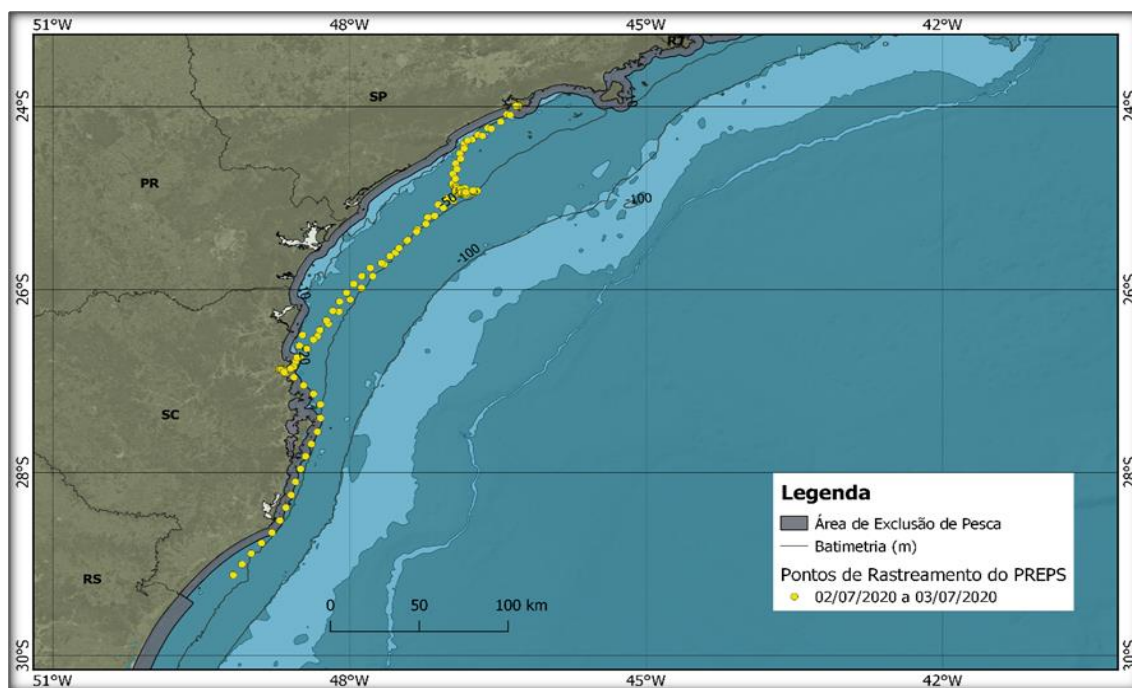 51°W 48°W 45°W 42°W
RJ
24°S 24°S
SP
-50
-100
PR
-100
26°S 26°S
SC
28°S 28°S
RS
Legenda
Área de Exclusão de Pesca
Batimetria (m)
Pontos de Rastreamento do PREPS
02/07/2020 a 03/07/2020
0 50 100 km
30°S 30°S
51°W 48°W 45°W 42°W